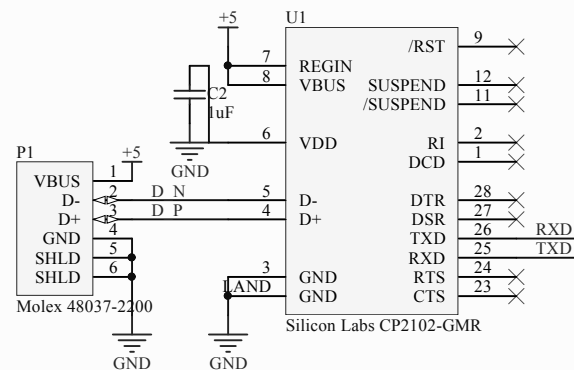 +5
U1
/RST 9
7 REGIN
8 VBUS
SUSPEND 12
/SUSPEND 11
C2
1uF
6 VDD
RI 2
DCD 1
GND
P1
+5
VBUS 1
D- 2 D_N 5 D-
D+ 3 D_P 4 D+
GND 4
SHLD 5
SHLD 6
DTR 28
DSR 27
TXD 26 RXD
RXD 25 TXD
RTS 24
CTS 23
3 GND
LAND GND
Molex 48037-2200
Silicon Labs CP2102-GMR
GND
GND